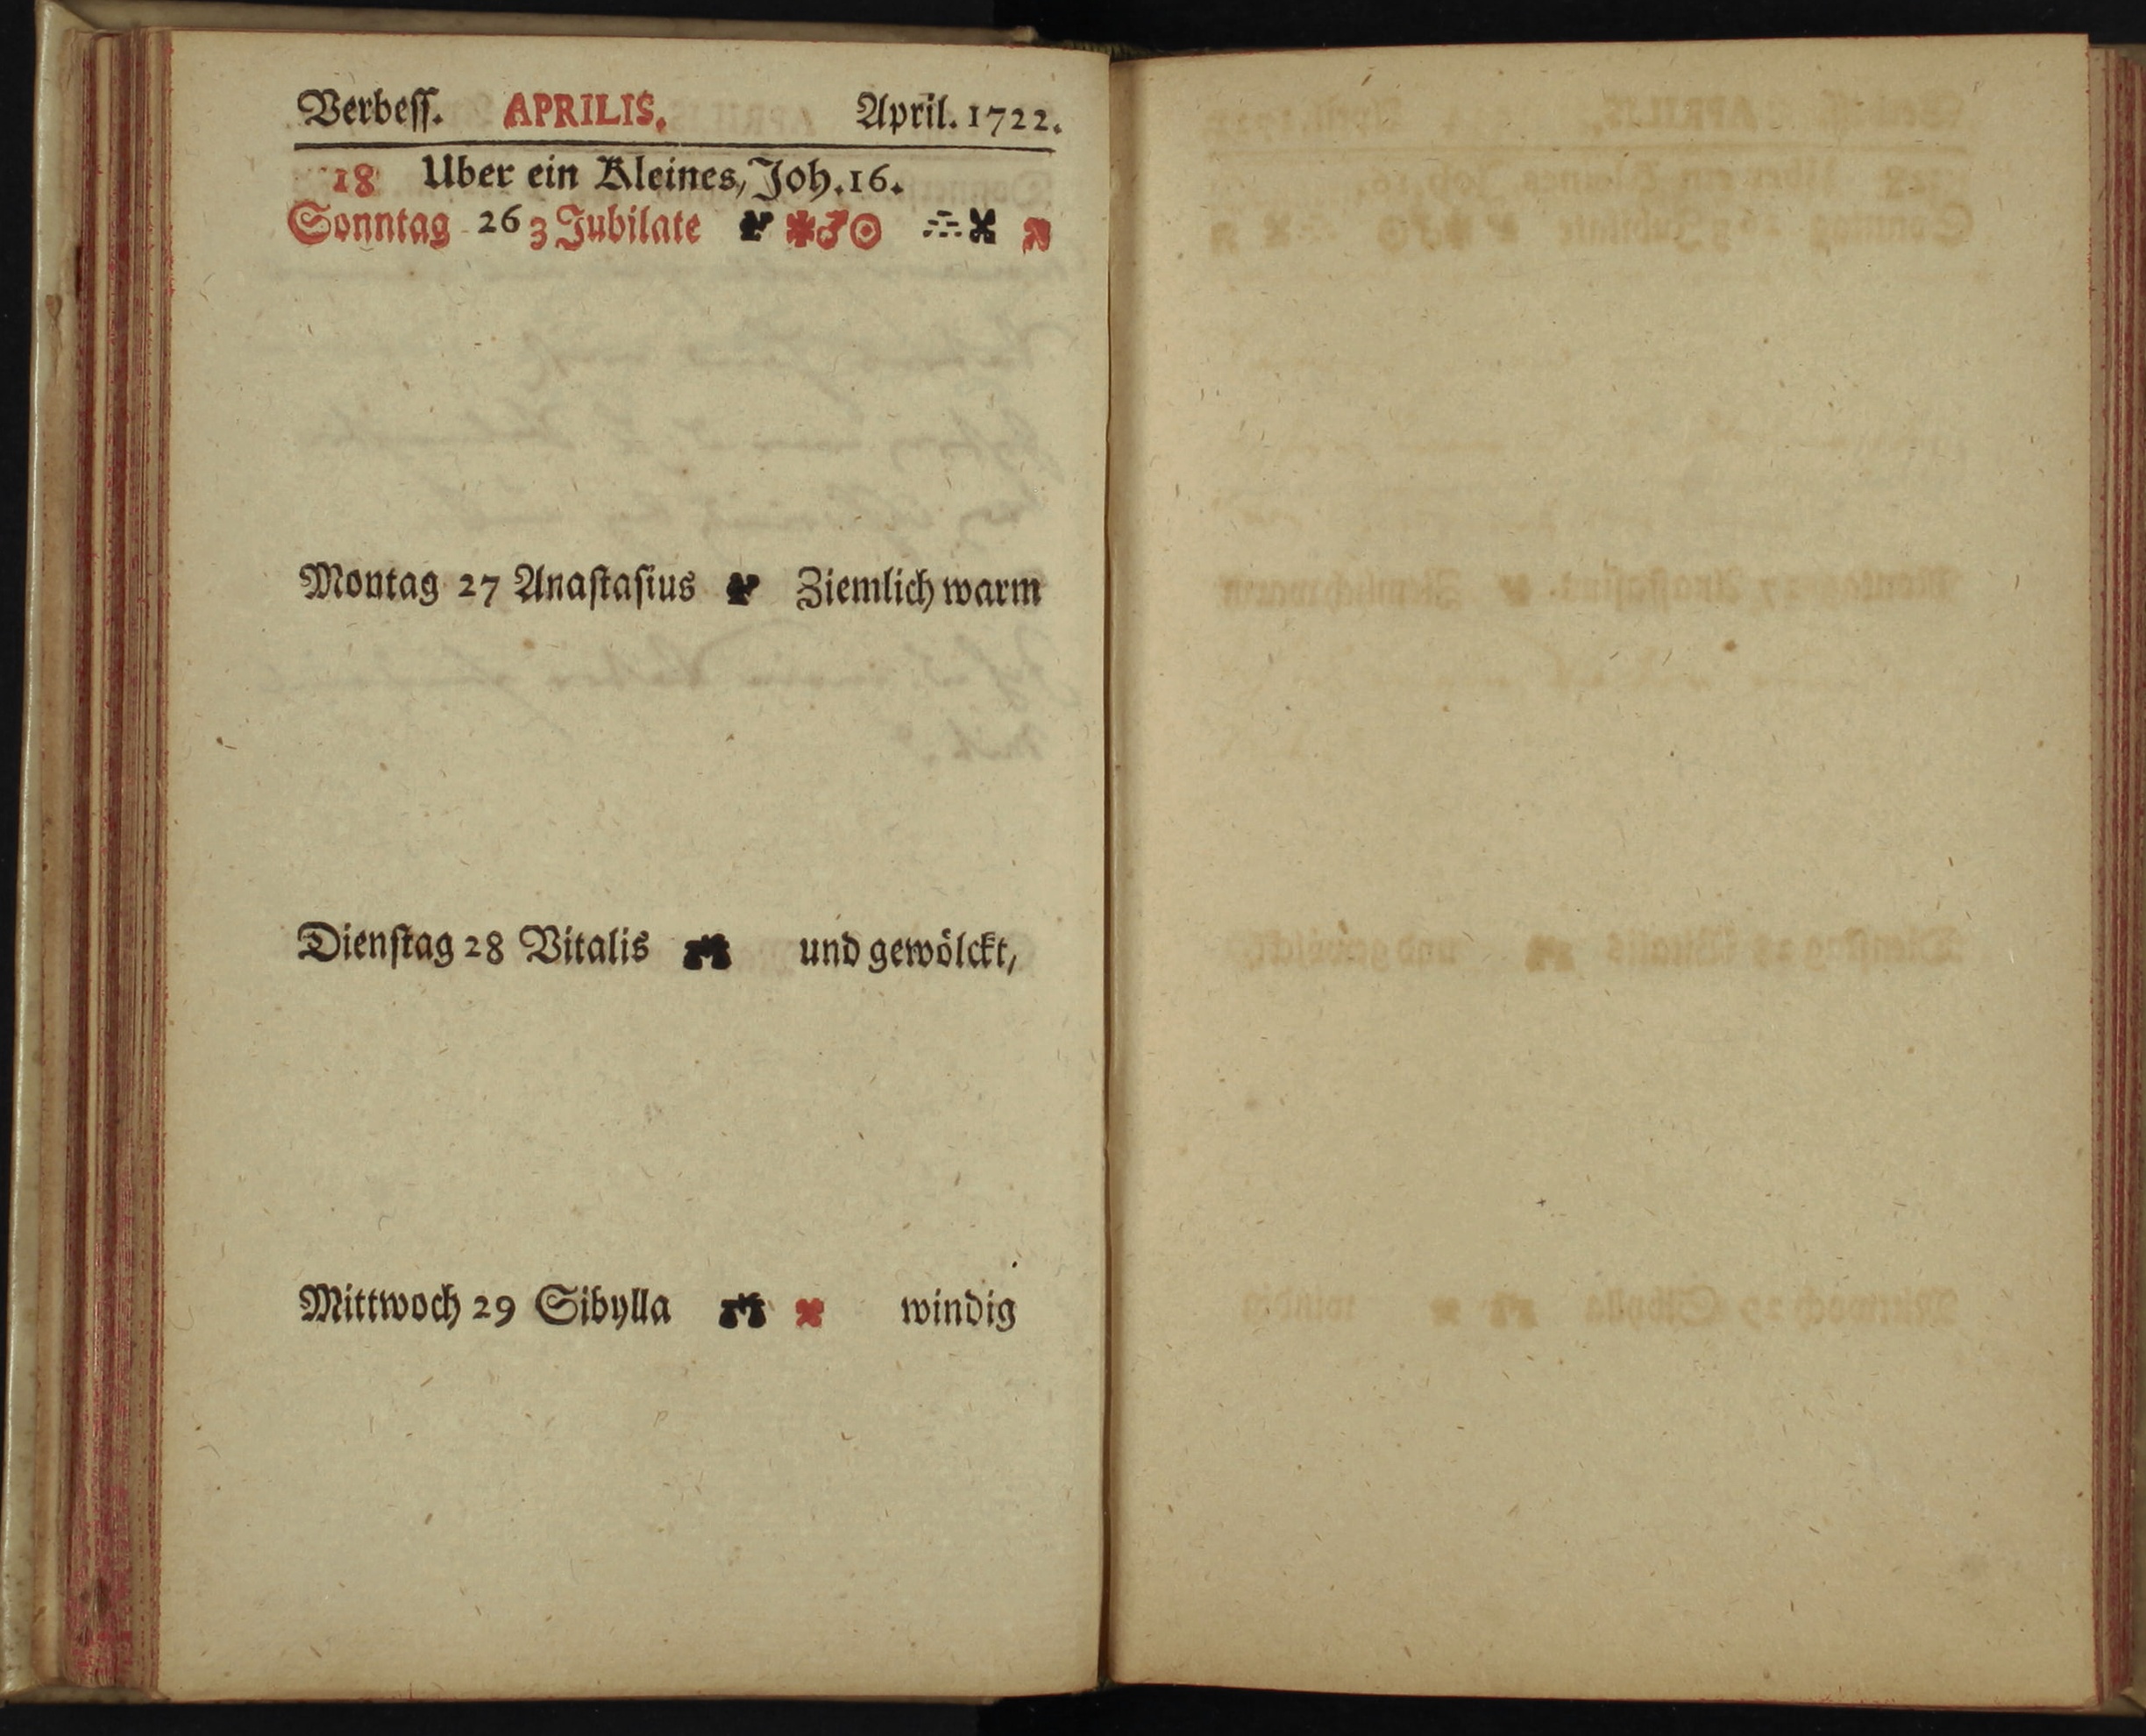 Verbeſſ. APRILIS. April. 1722.
18 Uber ein Kleines, Joh. 16.
Sonntag 26 3 Jubilate ♂☉
Montag 27 Anaſtaſius Ziemlich warm
Dienſtag 28 Vitalis und gewölckt,
Mittwoch 29 Sibylla windig